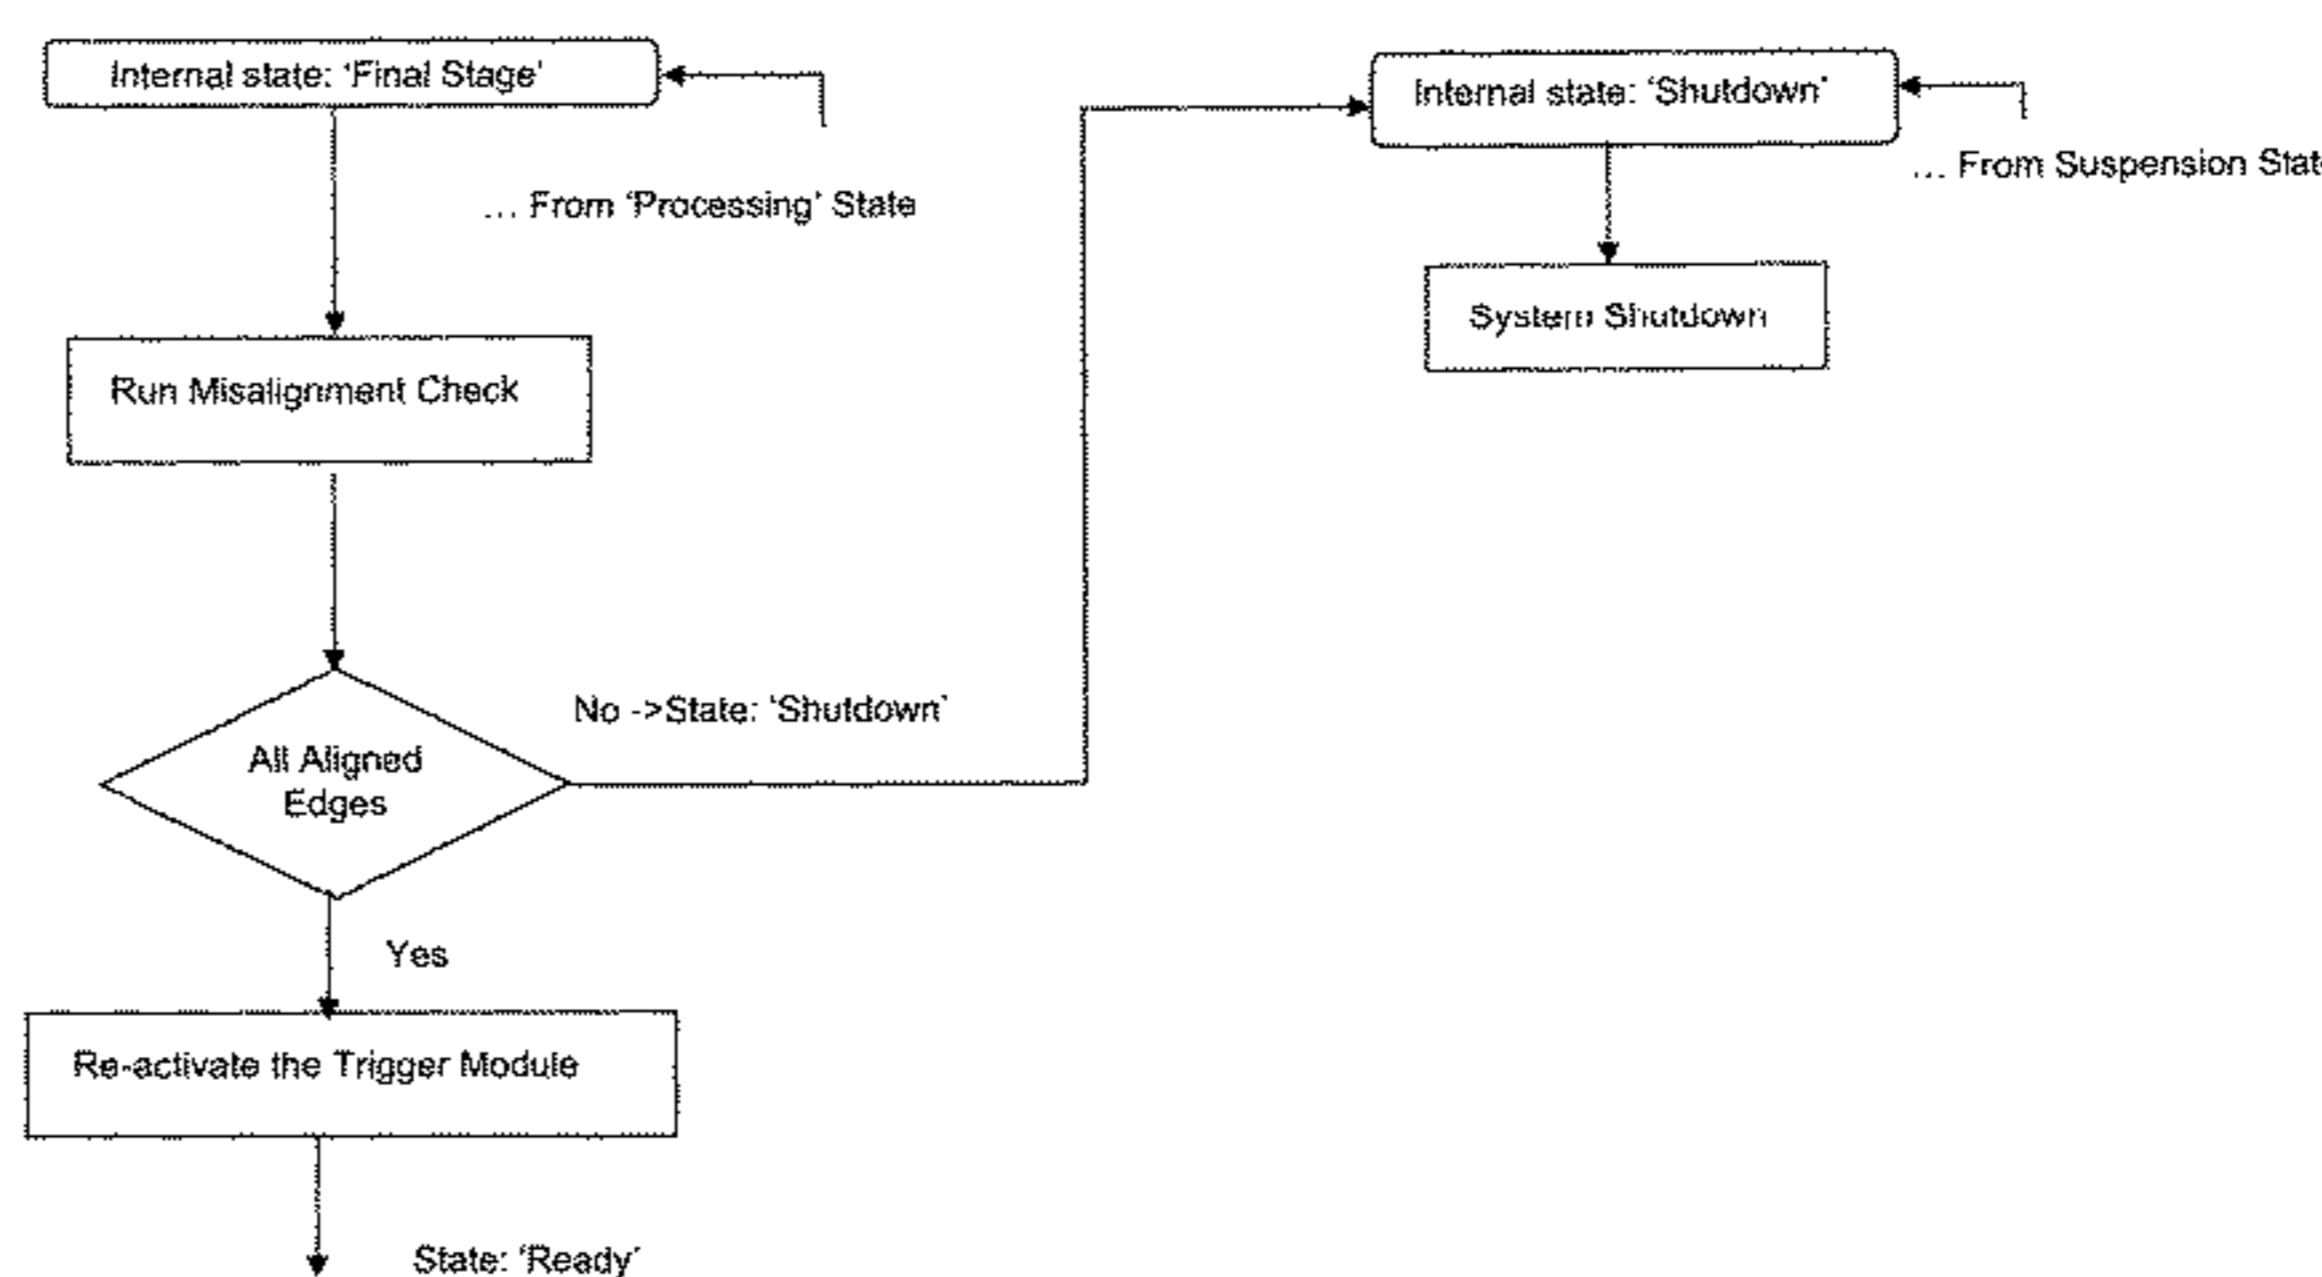 Internal state: 'Final Stage'
... From 'Processing' State
Run Misalignment Check
No ->State: 'Shutdown'
All Aligned
Edges
Yes
Re-activate the Trigger Module
State: 'Ready'
Internal state: 'Shutdown'
... From Suspension Stat
System Shutdown